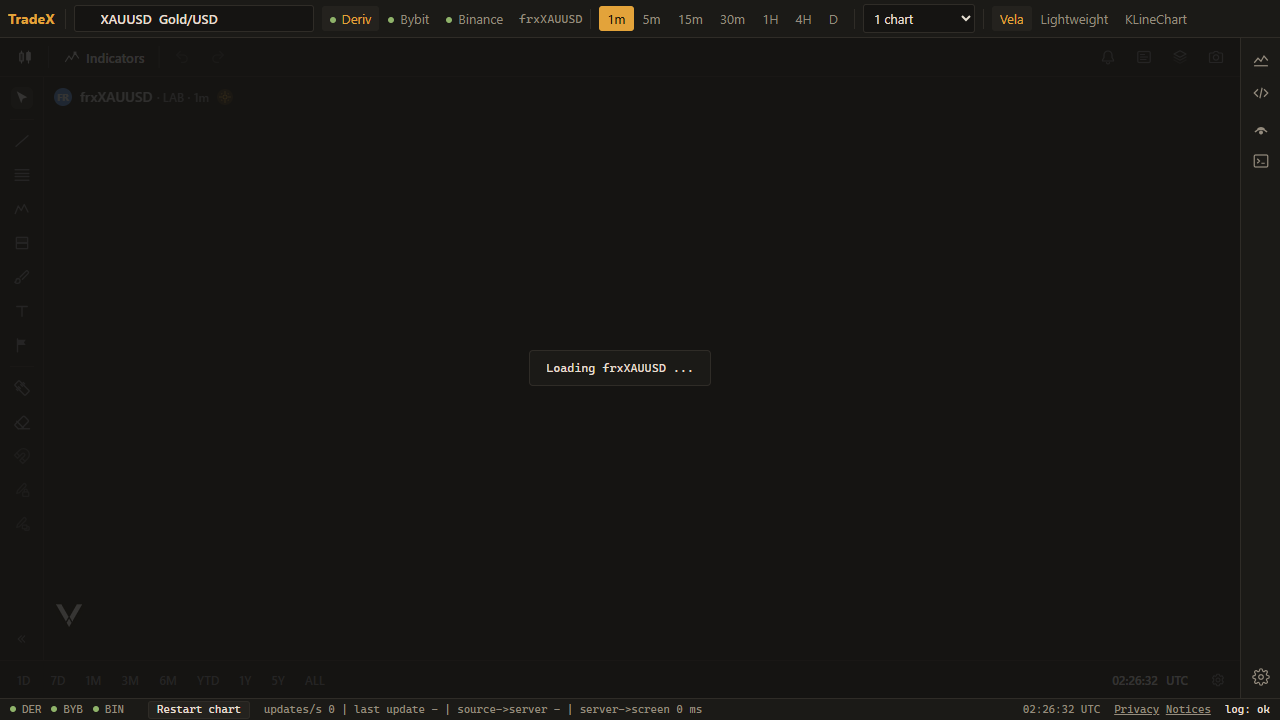 TradeX XAUUSD Gold/USD Deriv Bybit Binance frxXAUUSD 1m 5m 15m 30m 1H 4H D 1 chart Vela Lightweight KLineChart
Indicators
FR frxXAUUSD · LAB · 1m
Loading frxXAUUSD ...
1D 7D 1M 3M 6M YTD 1Y 5Y ALL 02:26:32 UTC
DER BYB BIN Restart chart updates/s 0 | last update - | source->server - | server->screen 0 ms 02:26:32 UTC Privacy Notices log: ok